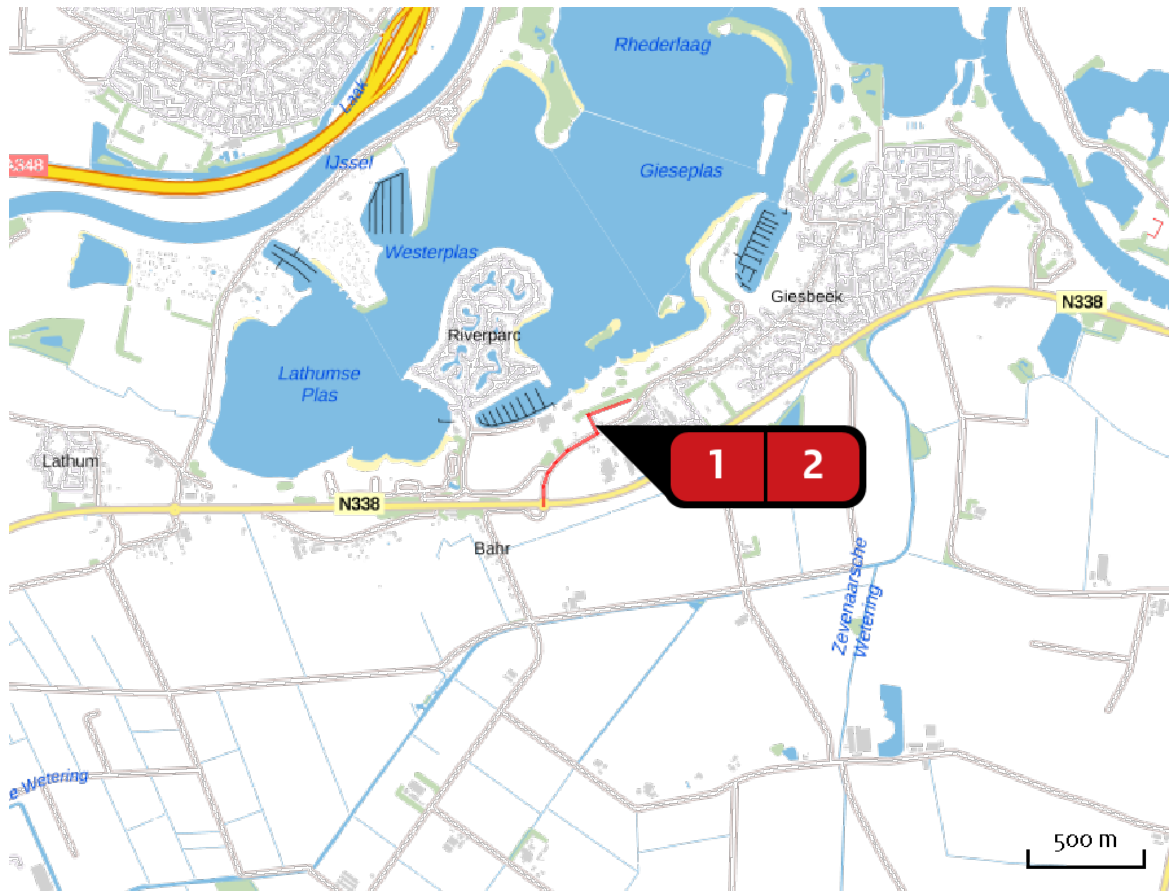 Rhederlaag
Laak
348
IJssel
Gieseplas
Westerplas
Giesbeek
N338
Riverparc
Lathumse
Plas
1 2
Lathum
N338
Bahr
Zevenaarsche
Wetering
e Wetering
500 m